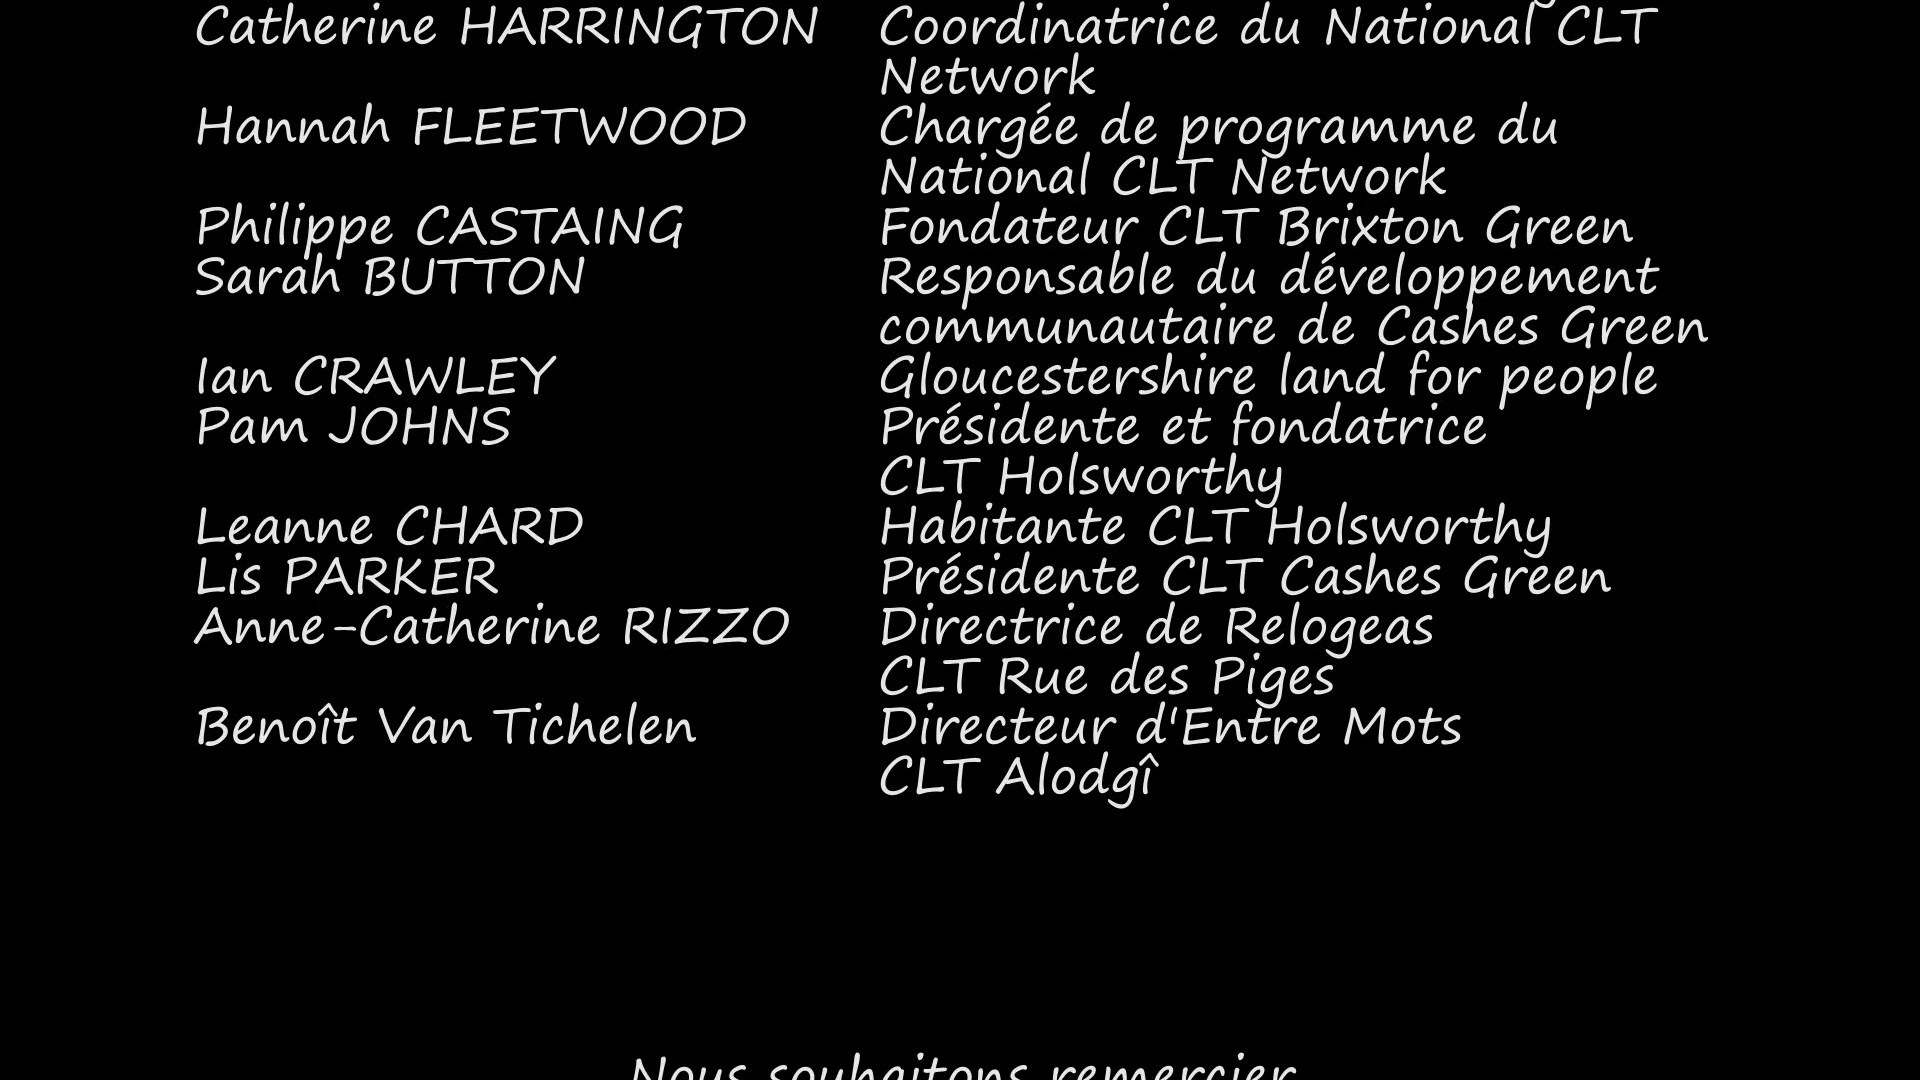 Catherine HARRINGTON Coordinatrice du National CLT
Network
Hannah FLEETWOOD Chargée de programme du
National CLT Network
Philippe CASTAING Fondateur CLT Brixton Green
Sarah BUTTON Responsable du développement
communautaire de Cashes Green
Ian CRAWLEY Gloucestershire land for people
Pam JOHNS Présidente et fondatrice
CLT Holsworthy
Leanne CHARD Habitante CLT Holsworthy
Lis PARKER Présidente CLT Cashes Green
Anne-Catherine RIZZO Directrice de Relogeas
CLT Rue des Piges
Benoît Van Tichelen Directeur d'Entre Mots
CLT Alodgî
Nous souhaitons remercier